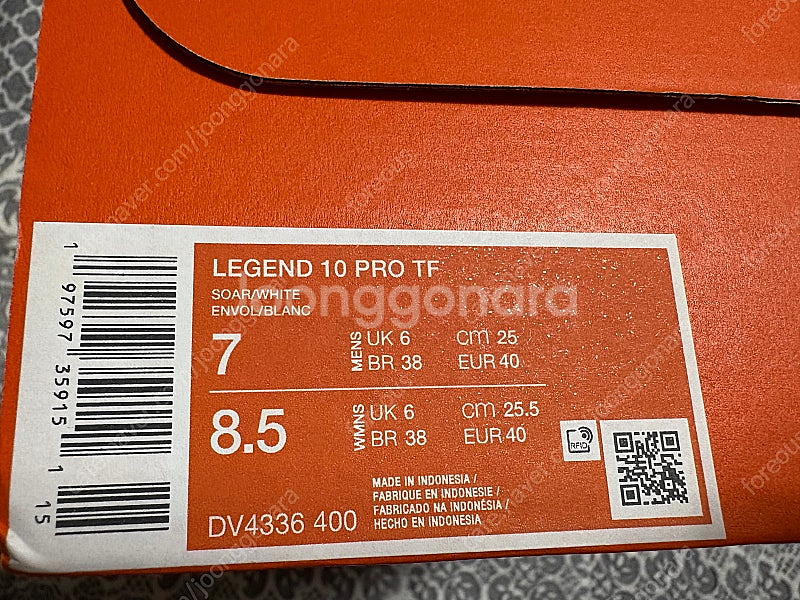 LEGEND 10 PRO TF
SOAR/WHITE
ENVOL/BLANC
7
MENS
UK 6 cm 25
BR 38 EUR 40
8.5
WMNS
UK 6 cm 25.5
BR 38 EUR 40
RFID
MADE IN INDONESIA /
FABRIQUE EN INDONESIE /
FABRICADO NA INDONÉSIA /
HECHO EN INDONESIA
DV4336 400
1 97597 35915 1 15
Joonggonara
foreous